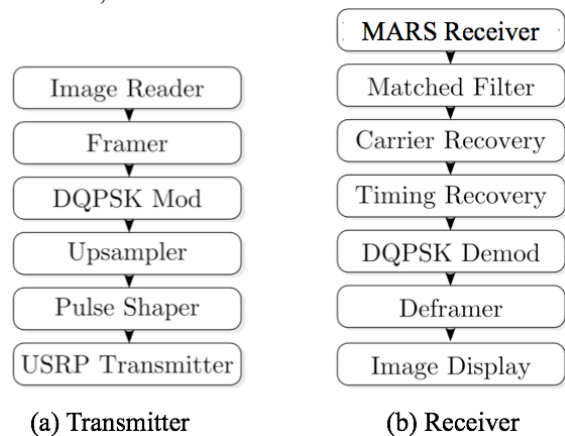 Image Reader
Framer
DQPSK Mod
Upsampler
Pulse Shaper
USRP Transmitter
(a) Transmitter
MARS Receiver
Matched Filter
Carrier Recovery
Timing Recovery
DQPSK Demod
Deframer
Image Display
(b) Receiver